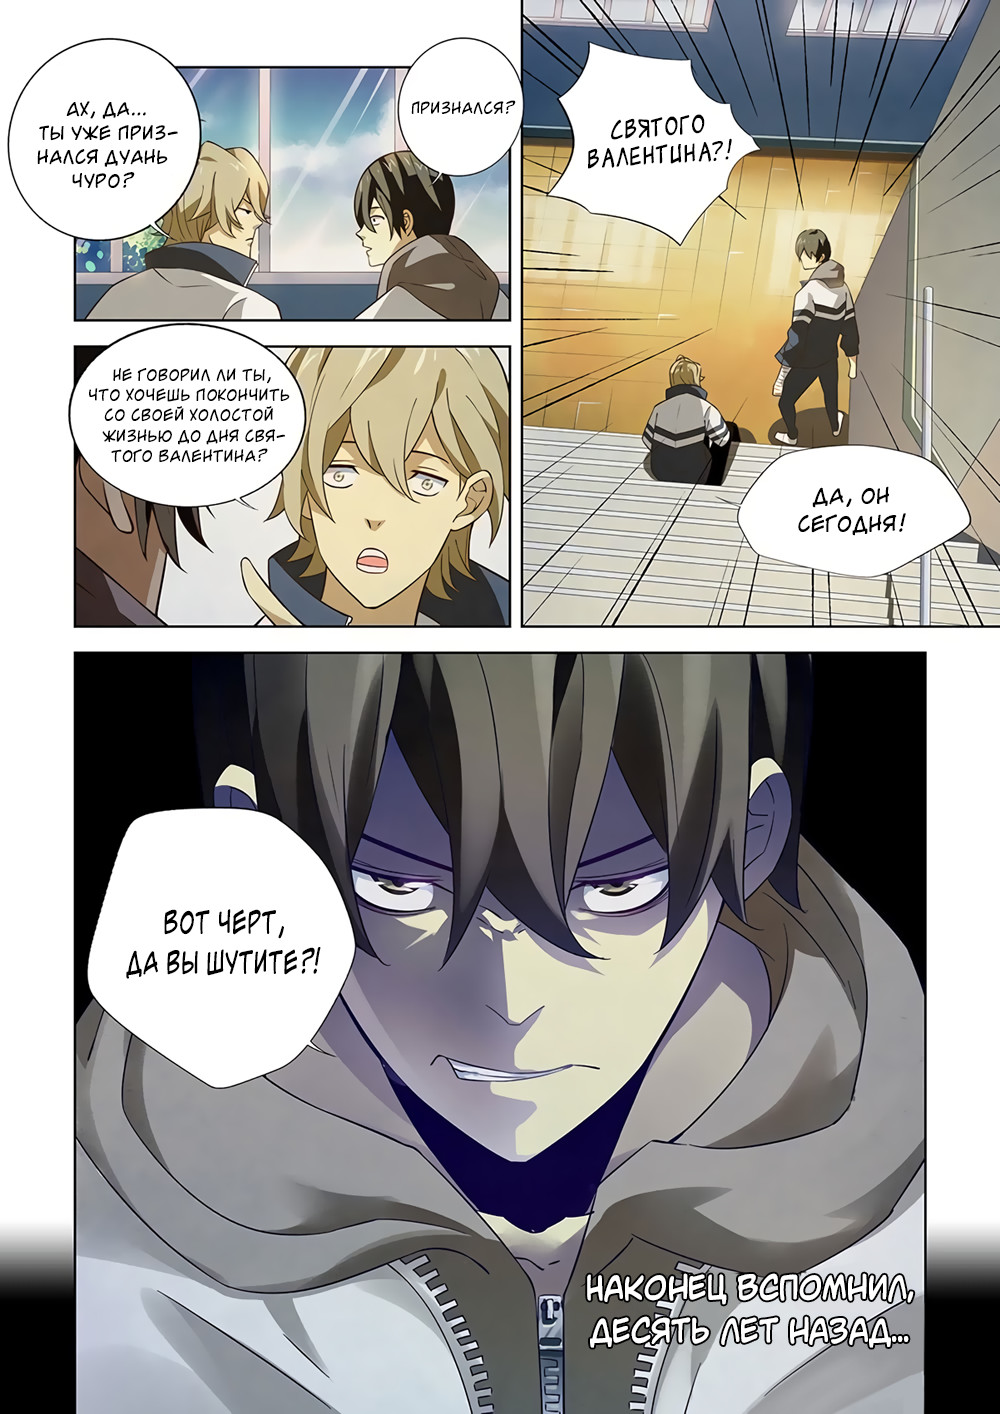 АХ, ДА...
ТЫ УЖЕ ПРИЗ-
НАЛСЯ ДУАНЬ
ЧУРО?
ПРИЗНАЛСЯ?
НЕ ГОВОРИЛ ЛИ ТЫ,
ЧТО ХОЧЕШЬ ПОКОНЧИТЬ
СО СВОЕЙ ХОЛОСТОЙ
ЖИЗНЬЮ ДО ДНЯ СВЯ-
ТОГО ВАЛЕНТИНА?
СВЯТОГО
ВАЛЕНТИНА?!
ДА, ОН
СЕГОДНЯ!
ВОТ ЧЕРТ,
ДА ВЫ ШУТИТЕ?!
НАКОНЕЦ ВСПОМНИЛ,
ДЕСЯТЬ ЛЕТ НАЗАД...